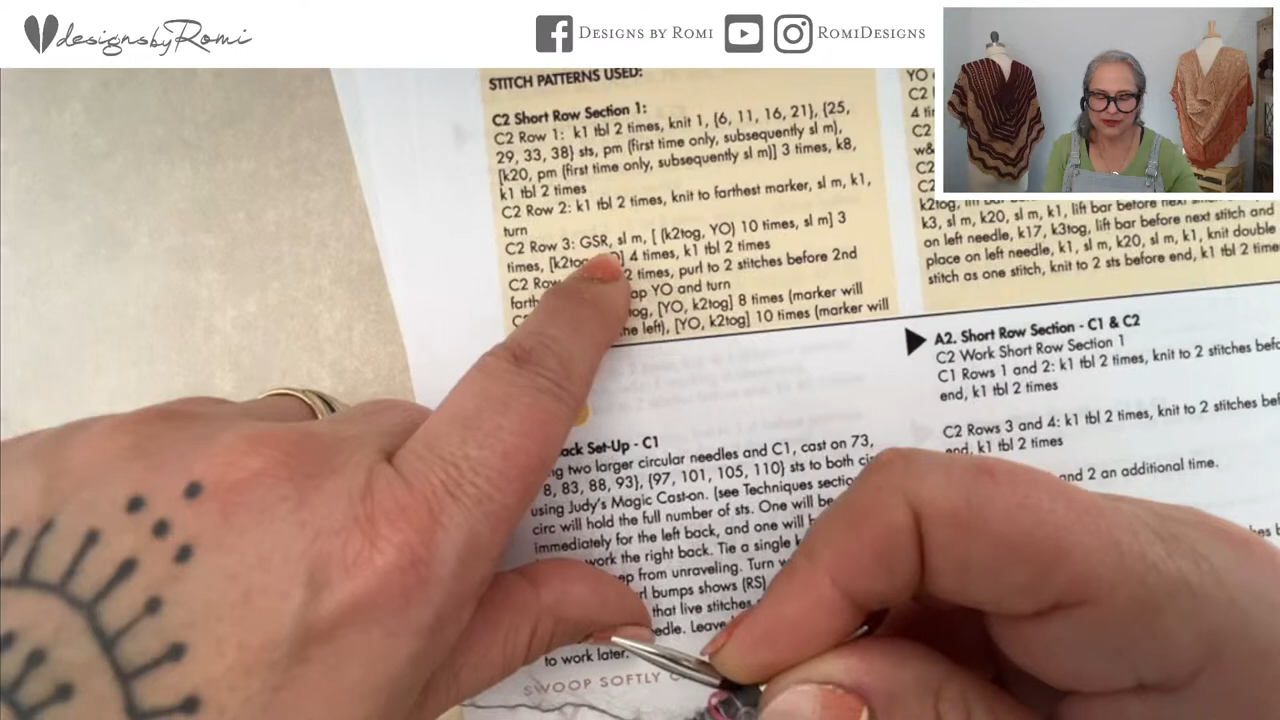 designsbyRomi
DESIGNS BY ROMI
ROMIDESIGNS
STITCH PATTERNS USED:
C2 Short Row Section 1:
C2 Row 1: k1 tbl 2 times, knit 1, {6, 11, 16, 21}, {25,
29, 33, 38} sts, pm (first time only, subsequently sl m),
[k20, pm (first time only, subsequently sl m)] 3 times, k8,
k1 tbl 2 times
C2 Row 2: k1 tbl 2 times, knit to farthest marker, sl m, k1,
turn
C2 Row 3: GSR, sl m, [ (k2tog, YO) 10 times, sl m] 3
times, [k2tog 4 times, k1 tbl 2 times
C2 Row 2 times, purl to 2 stitches before 2nd
YO and turn
[YO, k2tog] 8 times (marker will
the left), [YO, k2tog] 10 times (marker will
YO
C2
C2
k2tog, lift bar before next
k3, sl m, k20, sl m, k1, lift bar before next stitch and
on left needle, k17, k3tog, lift bar before next stitch and
place on left needle, k1, sl m, k20, sl m, k1, knit double
stitch as one stitch, knit to 2 sts before end, k1 tbl 2 time
Set-Up - C1
two larger circular needles and C1, cast on 73,
83, 88, 93}, {97, 101, 105, 110} sts to both
using Judy's Magic Cast-on. (see Techniques
circ will hold the full number of sts. One will be
immediately for the left back, and one will
work the right back. Tie a single
from unraveling. Turn
bumps shows (RS)
that live stitches
Leave
to work later.
SWOOP SOFTLY
A2. Short Row Section - C1 & C2
C2 Work Short Row Section 1
C1 Rows 1 and 2: k1 tbl 2 times, knit to 2 stitches
end, k1 tbl 2 times
C2 Rows 3 and 4: k1 tbl 2 times, knit to 2 stitches
end, k1 tbl 2 times
and 2 an additional time.